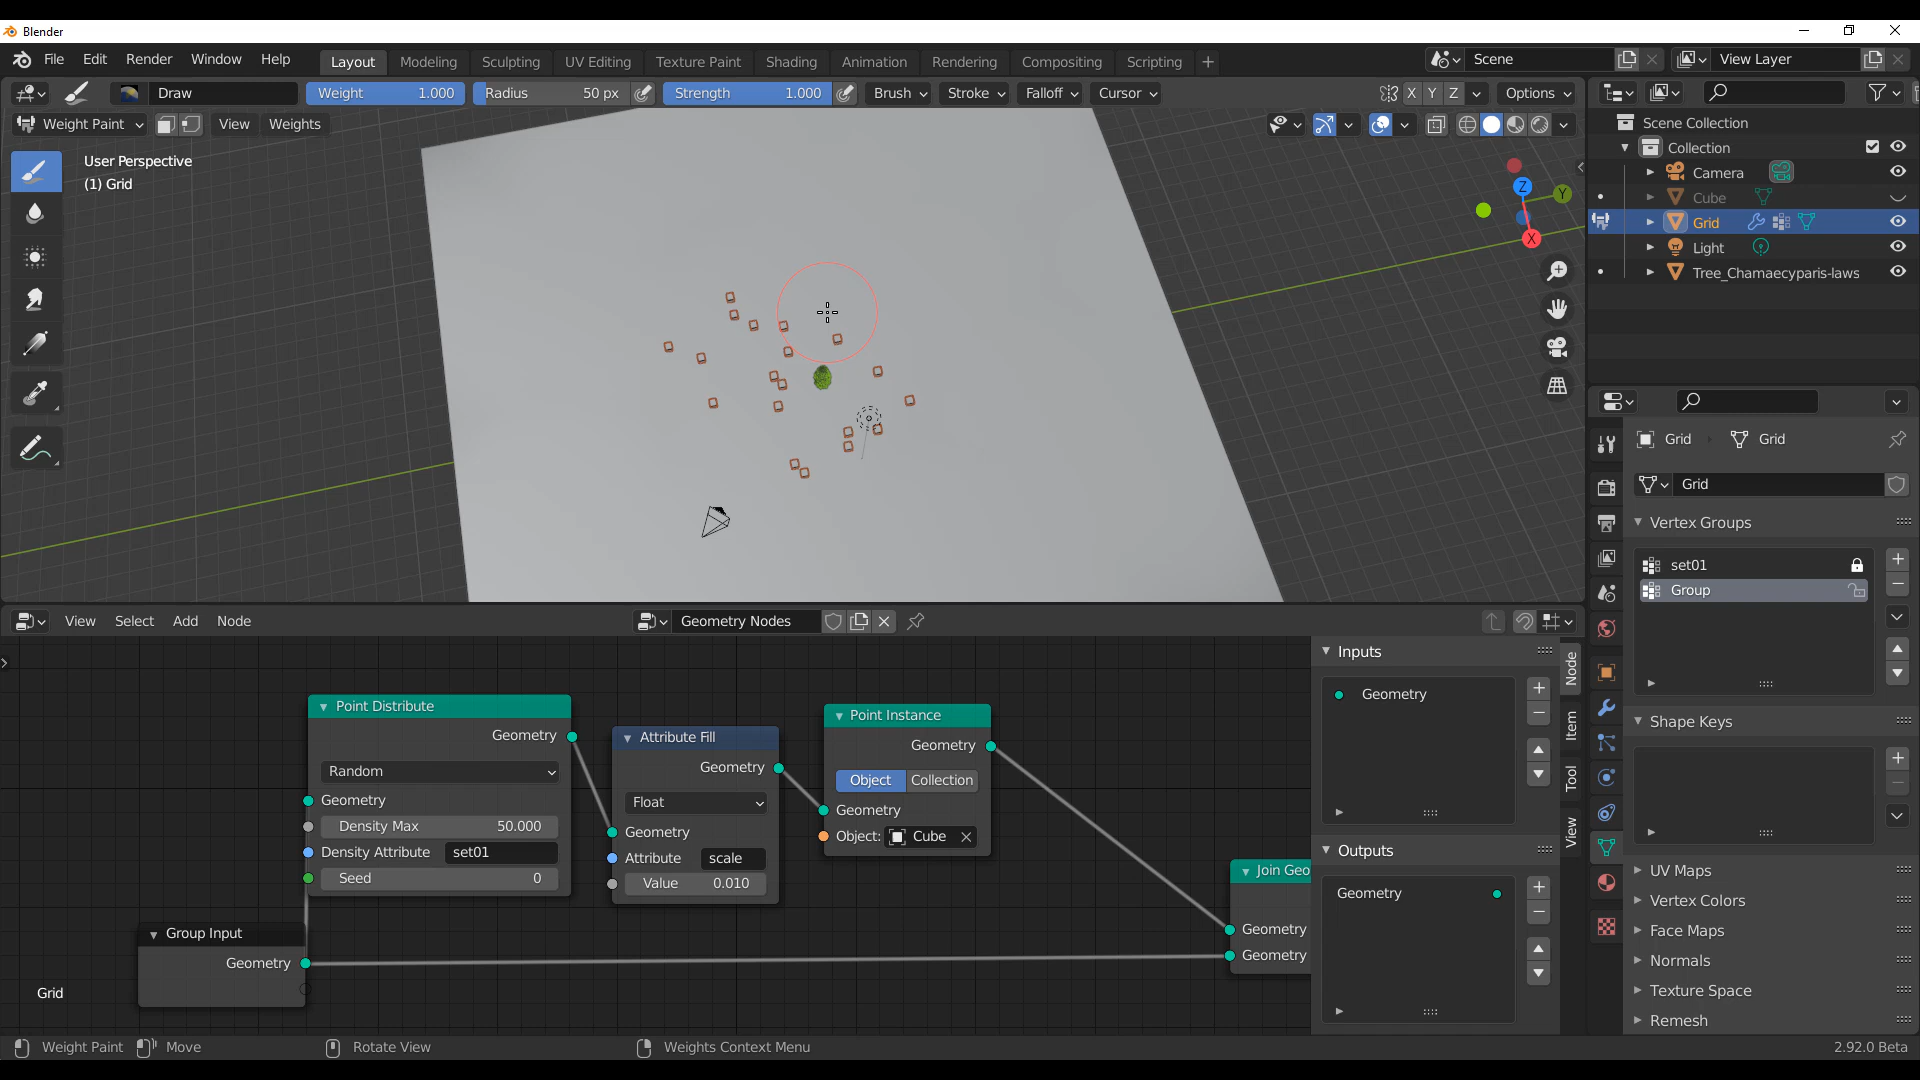 Blender
File Edit Render Window Help Layout Modeling Sculpting UV Editing Texture Paint Shading Animation Rendering Compositing Scripting + Scene View Layer
Draw Weight 1.000 Radius 50 px Strength 1.000 Brush Stroke Falloff Cursor X Y Z Options
Weight Paint View Weights
User Perspective
(1) Grid
Z Y X
Scene Collection
Collection
Camera
Cube
Grid
Light
Tree_Chamaecyparis-laws
Grid Grid
Grid
Vertex Groups
set01
Group
Shape Keys
UV Maps
Vertex Colors
Face Maps
Normals
Texture Space
Remesh
View Select Add Node Geometry Nodes
Point Distribute
Geometry
Random
Geometry
Density Max 50.000
Density Attribute set01
Seed 0
Attribute Fill
Geometry
Float
Geometry
Attribute scale
Value 0.010
Point Instance
Geometry
Object Collection
Geometry
Object: Cube
Group Input
Geometry
Join Geo
Geometry
Geometry
Grid
Inputs
Geometry
Outputs
Geometry
Node
Item
Tool
View
Weight Paint Move Rotate View Weights Context Menu 2.92.0 Beta